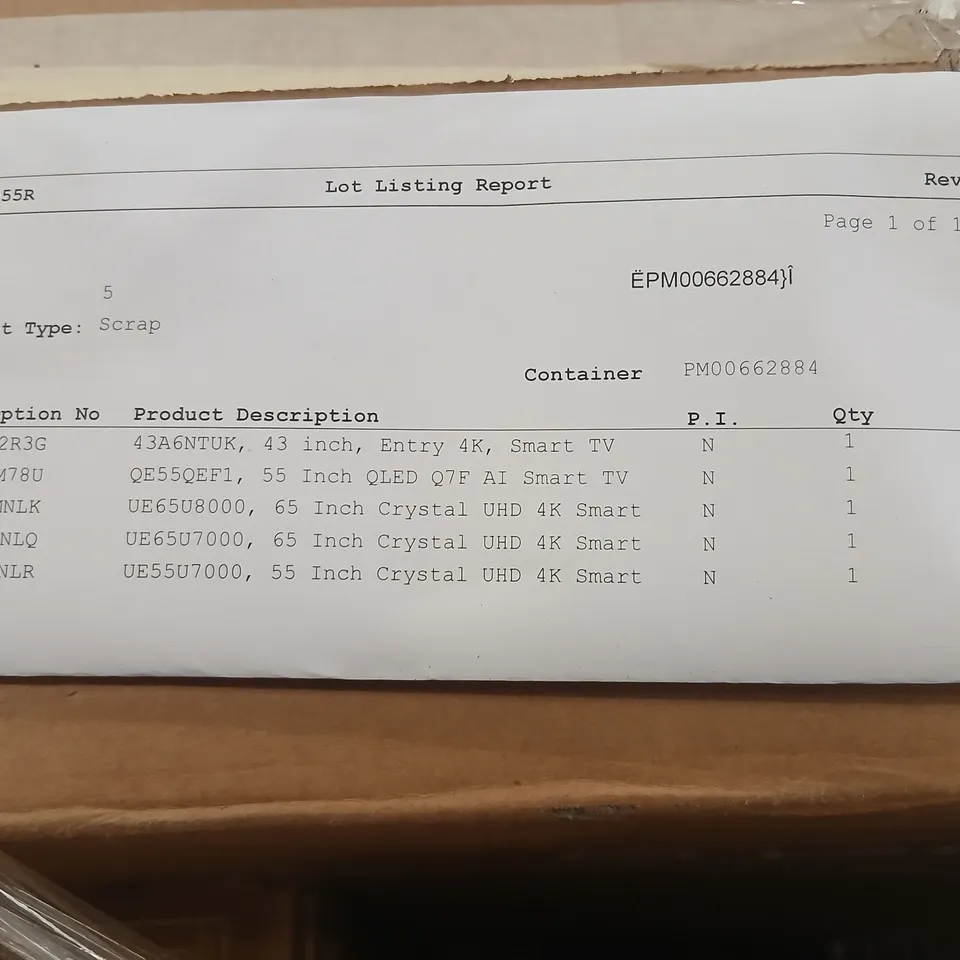 55R Lot Listing Report Rev
Page 1 of 1
ËPM00662884}Î
5
t Type: Scrap
Container PM00662884
ption No Product Description P.I. Qty
2R3G 43A6NTUK, 43 inch, Entry 4K, Smart TV N 1
M78U QE55QEF1, 55 Inch QLED Q7F AI Smart TV N 1
MNLK UE65U8000, 65 Inch Crystal UHD 4K Smart N 1
NLQ UE65U7000, 65 Inch Crystal UHD 4K Smart N 1
NLR UE55U7000, 55 Inch Crystal UHD 4K Smart N 1